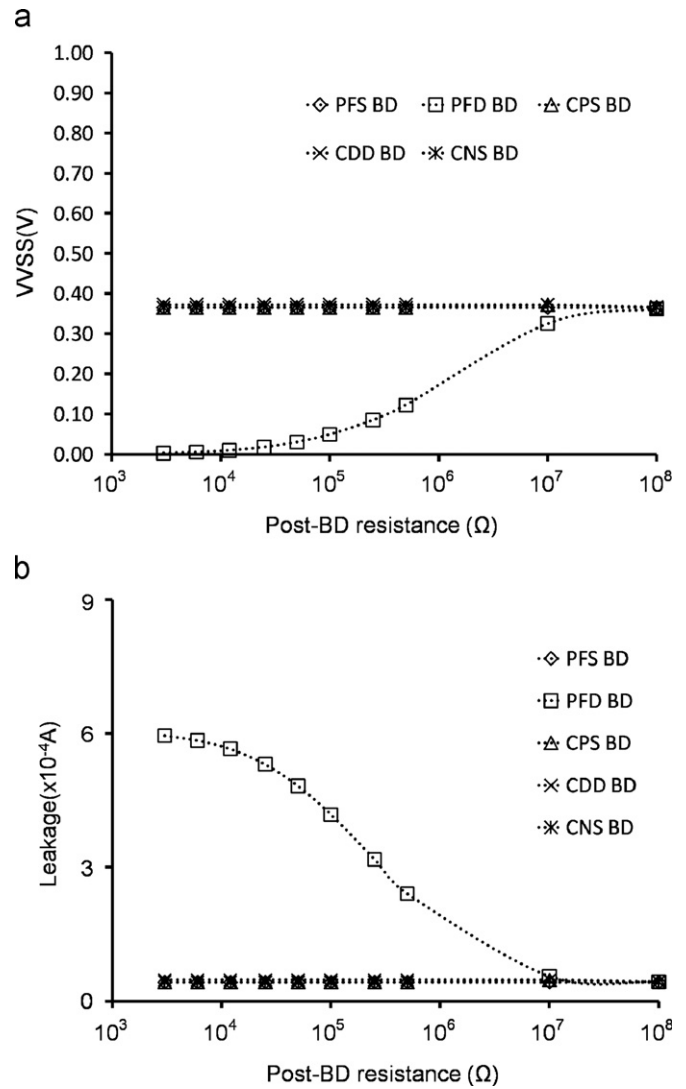 a
1.00
0.90
0.80
0.70
0.60
0.50
0.40
0.30
0.20
0.10
0.00
VVSS(V)
PFS BD PFD BD CPS BD
CDD BD CNS BD
10³ 10⁴ 10⁵ 10⁶ 10⁷ 10⁸
Post-BD resistance (Ω)
b
9
6
3
0
Leakage(x10⁻⁴A)
PFS BD
PFD BD
CPS BD
CDD BD
CNS BD
10³ 10⁴ 10⁵ 10⁶ 10⁷ 10⁸
Post-BD resistance (Ω)